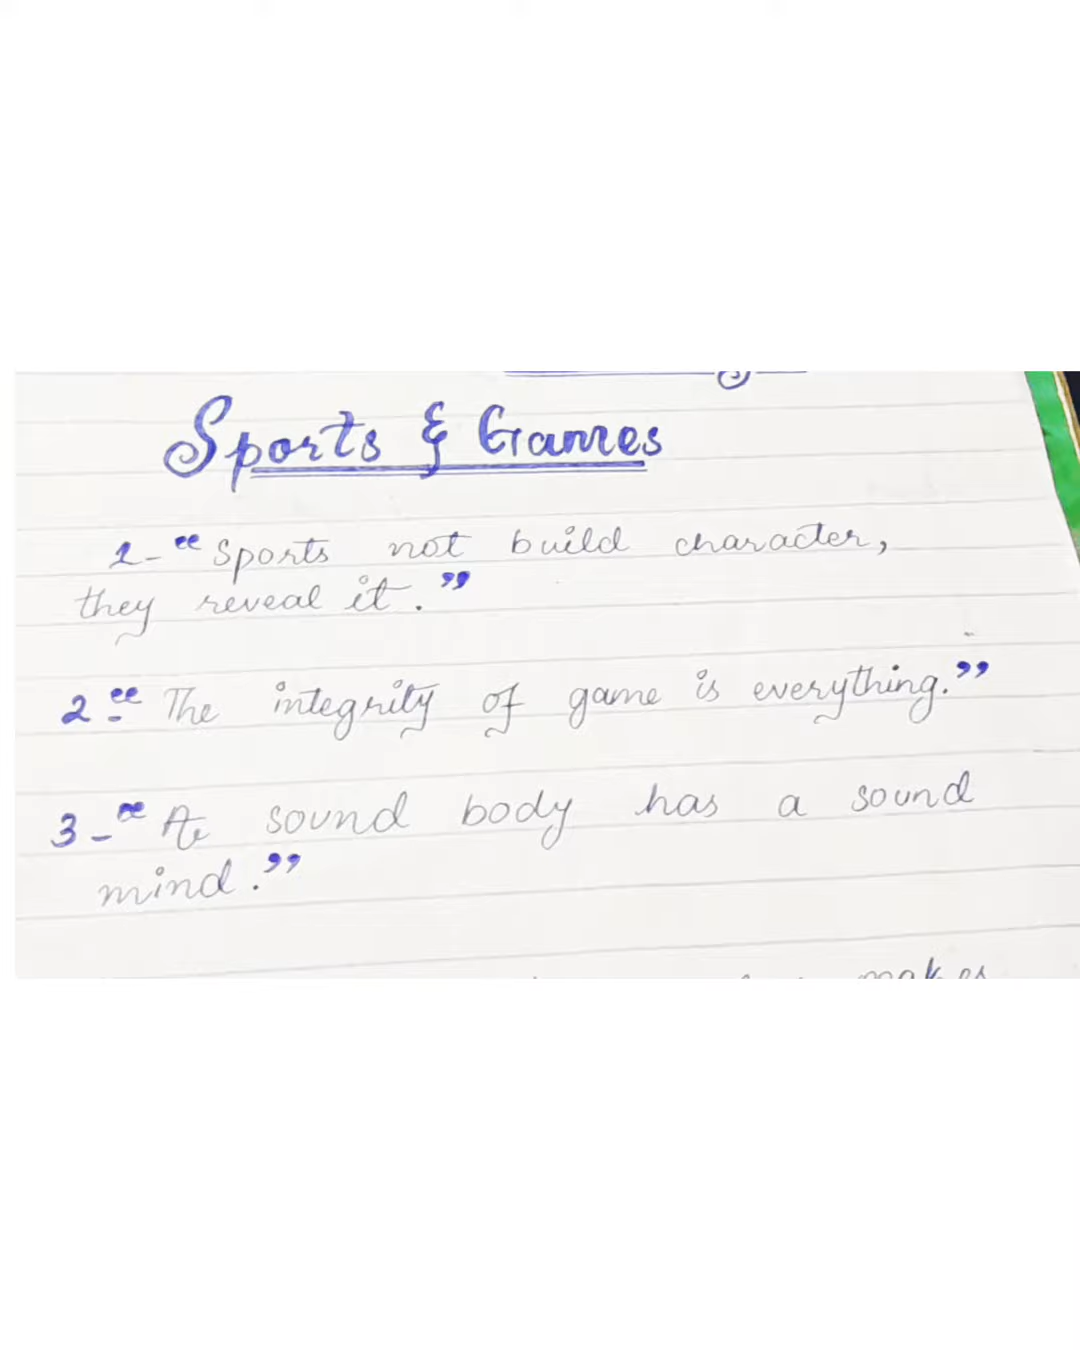 Sports & Games
1- "Sports not build character,
they reveal it."
2- "The integrity of game is everything."
3- "A sound body has a sound
mind."
makes